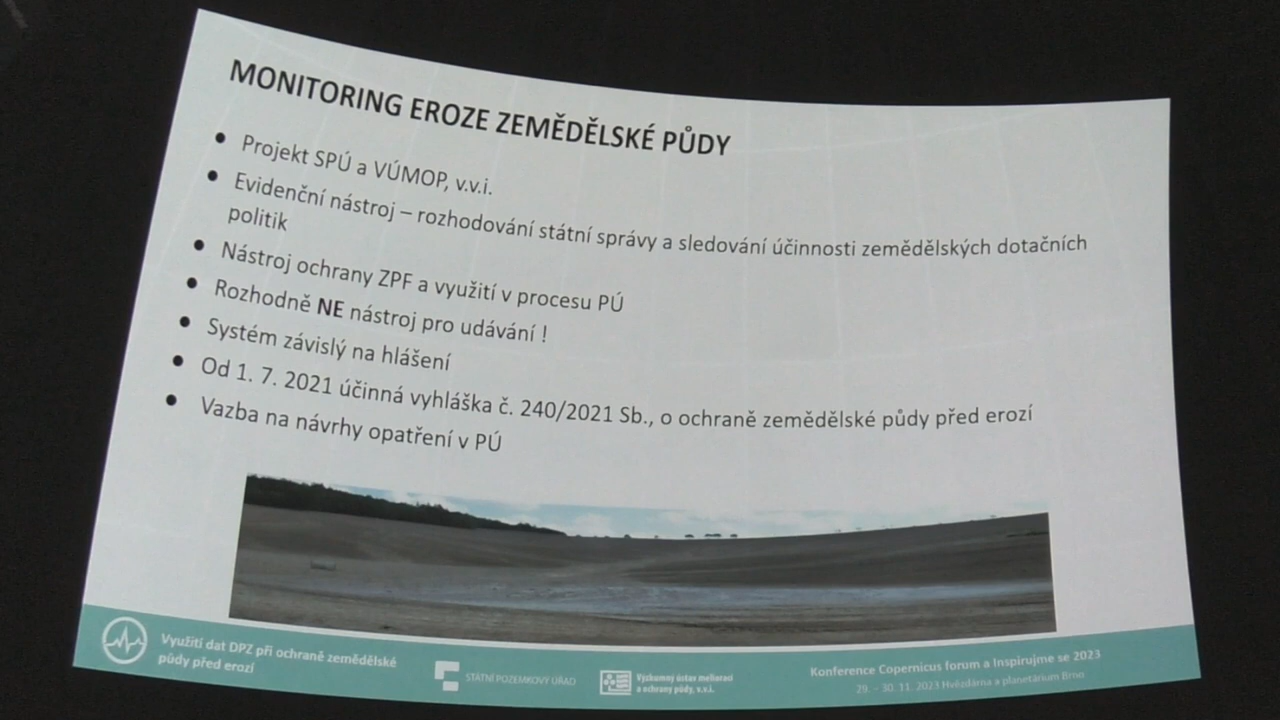 MONITORING EROZE ZEMĚDĚLSKÉ PŮDY
• Projekt SPÚ a VÚMOP, v.v.i.
• Evidenční nástroj – rozhodování státní správy a sledování účinnosti zemědělských dotačních
politik
• Nástroj ochrany ZPF a využití v procesu PÚ
• Rozhodně NE nástroj pro udávání !
• Systém závislý na hlášení
• Od 1. 7. 2021 účinná vyhláška č. 240/2021 Sb., o ochraně zemědělské půdy před erozí
• Vazba na návrhy opatření v PÚ
Využití dat DPZ při ochraně zemědělské
půdy před erozí
STÁTNÍ POZEMKOVÝ ÚŘAD
Výzkumný ústav meliorací
a ochrany půdy, v.v.i.
Konference Copernicus forum a Inspirujme se 2023
29. - 30. 11. 2023 Hvězdárna a planetárium Brno